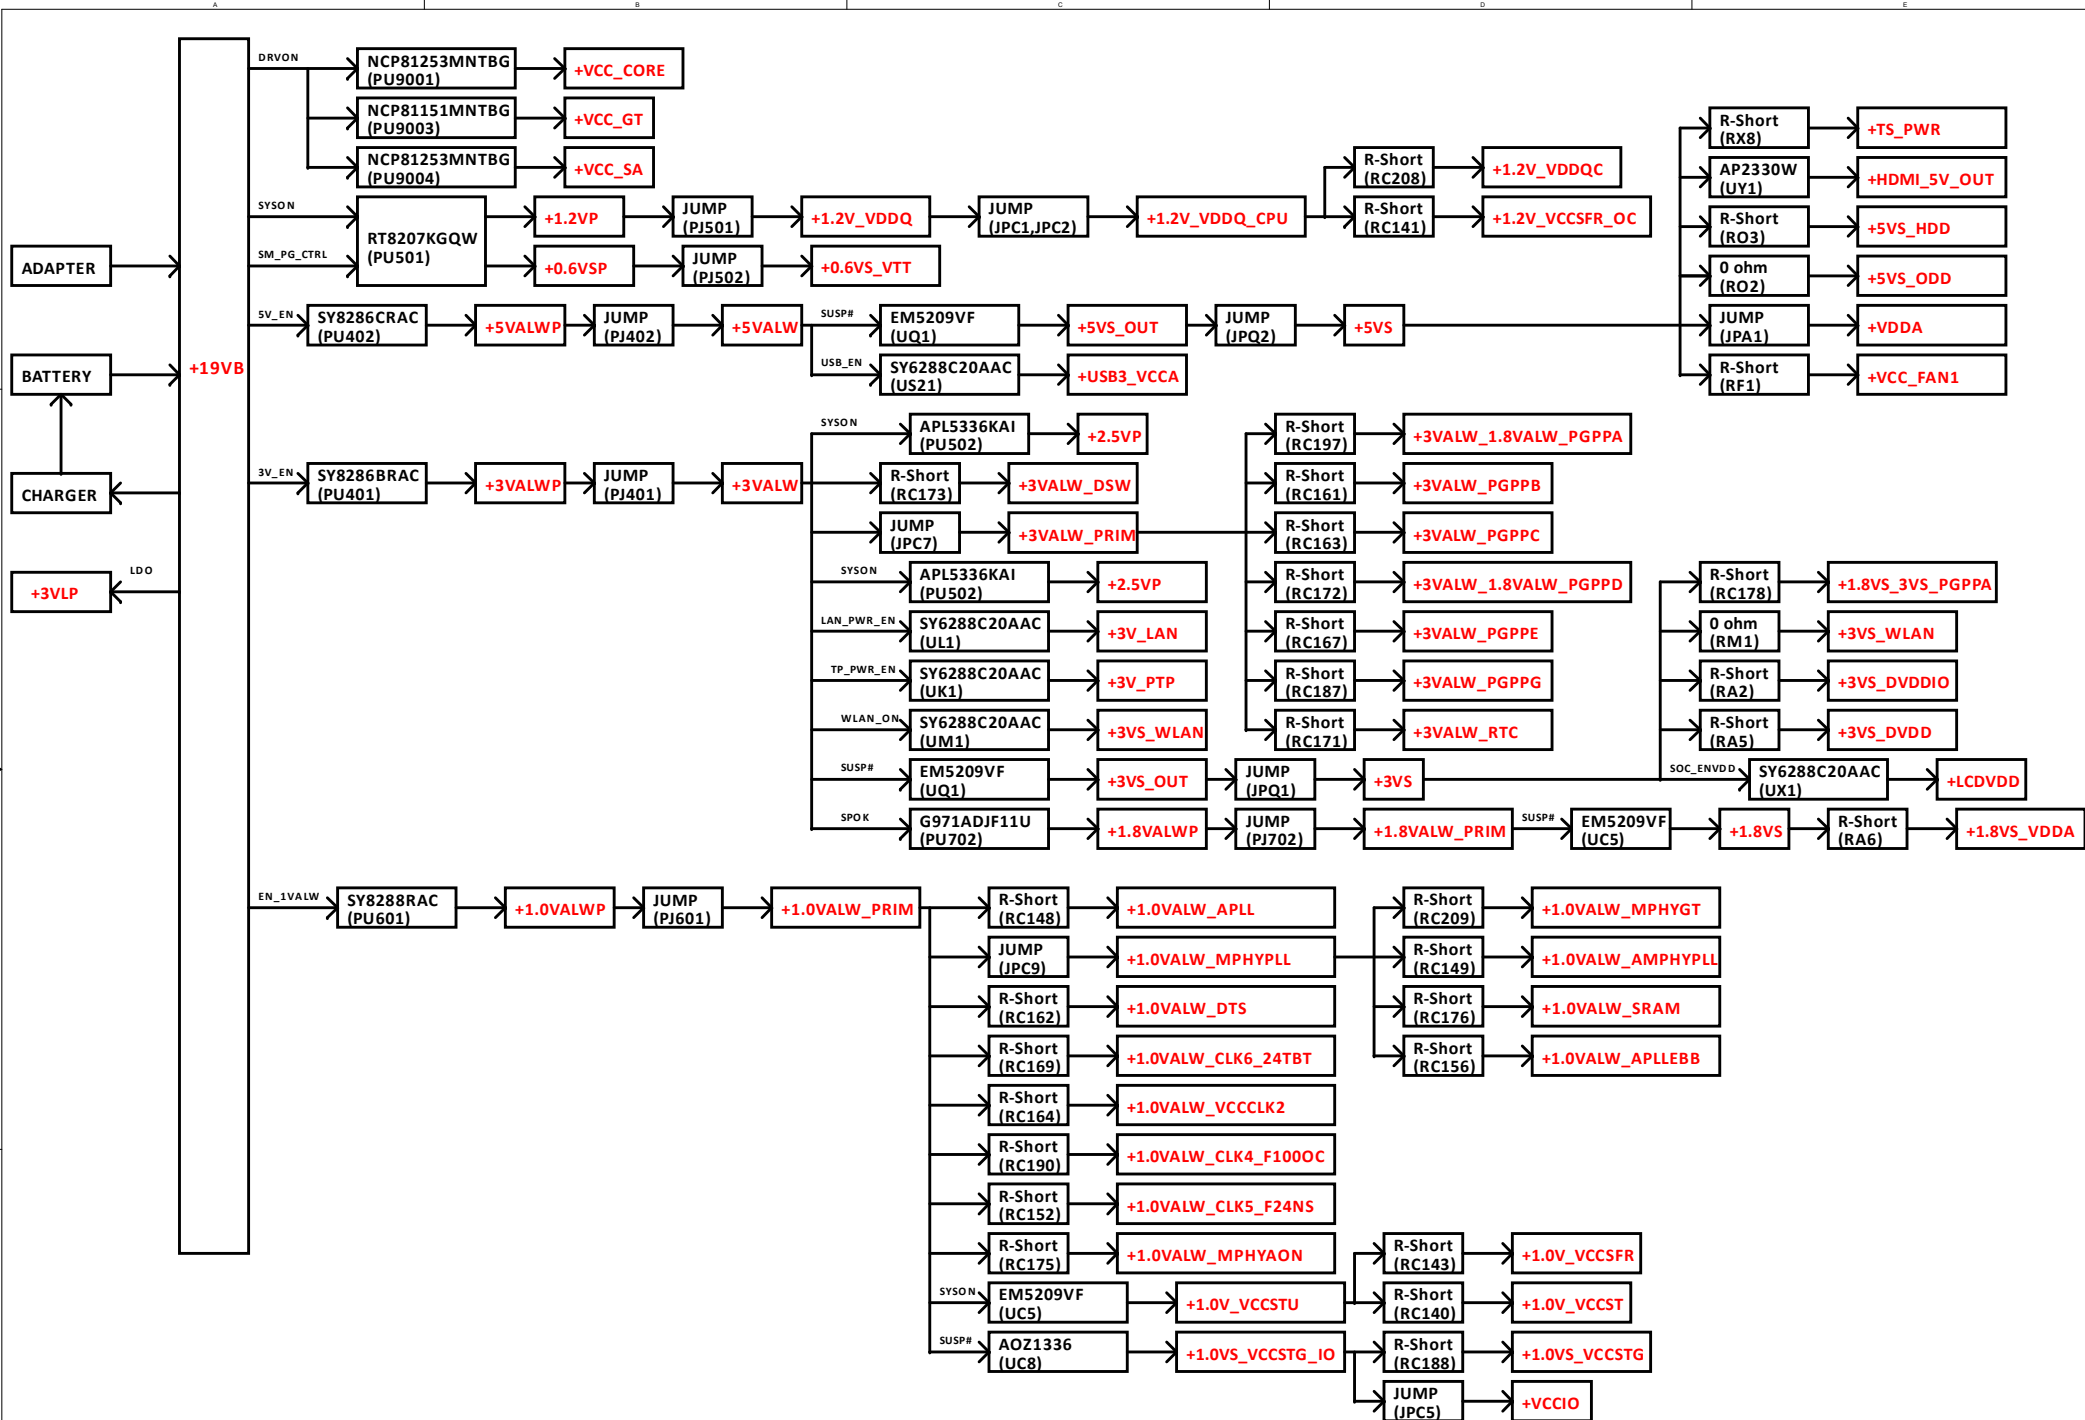 A B C D E
DRVON
NCP81253MNTBG
(PU9001)
+VCC_CORE
NCP81151MNTBG
(PU9003)
+VCC_GT
NCP81253MNTBG
(PU9004)
+VCC_SA
SYSON
SM_PG_CTRL
RT8207KGQW
(PU501)
+1.2VP
JUMP
(PJ501)
+1.2V_VDDQ
JUMP
(JPC1,JPC2)
+1.2V_VDDQ_CPU
R-Short
(RC208)
+1.2V_VDDQC
R-Short
(RC141)
+1.2V_VCCSFR_OC
+0.6VSP
JUMP
(PJ502)
+0.6VS_VTT
ADAPTER
BATTERY
CHARGER
+3VLP
LDO
+19VB
5V_EN
SY8286CRAC
(PU402)
+5VALWP
JUMP
(PJ402)
+5VALW
SUSP#
EM5209VF
(UQ1)
+5VS_OUT
JUMP
(JPQ2)
+5VS
USB_EN
SY6288C20AAC
(US21)
+USB3_VCCA
R-Short
(RX8)
+TS_PWR
AP2330W
(UY1)
+HDMI_5V_OUT
R-Short
(RO3)
+5VS_HDD
0 ohm
(RO2)
+5VS_ODD
JUMP
(JPA1)
+VDDA
R-Short
(RF1)
+VCC_FAN1
3V_EN
SY8286BRAC
(PU401)
+3VALWP
JUMP
(PJ401)
+3VALW
SYSON
APL5336KAI
(PU502)
+2.5VP
R-Short
(RC173)
+3VALW_DSW
JUMP
(JPC7)
+3VALW_PRIM
SYSON
APL5336KAI
(PU502)
+2.5VP
LAN_PWR_EN
SY6288C20AAC
(UL1)
+3V_LAN
TP_PWR_EN
SY6288C20AAC
(UK1)
+3V_PTP
WLAN_ON
SY6288C20AAC
(UM1)
+3VS_WLAN
SUSP#
EM5209VF
(UQ1)
+3VS_OUT
JUMP
(JPQ1)
+3VS
SPOK
G971ADJF11U
(PU702)
+1.8VALWP
JUMP
(PJ702)
+1.8VALW_PRIM
SUSP#
EM5209VF
(UC5)
+1.8VS
R-Short
(RA6)
+1.8VS_VDDA
R-Short
(RC197)
+3VALW_1.8VALW_PGPPA
R-Short
(RC161)
+3VALW_PGPPB
R-Short
(RC163)
+3VALW_PGPPC
R-Short
(RC172)
+3VALW_1.8VALW_PGPPD
R-Short
(RC167)
+3VALW_PGPPE
R-Short
(RC187)
+3VALW_PGPPG
R-Short
(RC171)
+3VALW_RTC
R-Short
(RC178)
+1.8VS_3VS_PGPPA
0 ohm
(RM1)
+3VS_WLAN
R-Short
(RA2)
+3VS_DVDDIO
R-Short
(RA5)
+3VS_DVDD
SOC_ENVDD
SY6288C20AAC
(UX1)
+LCDVDD
EN_1VALW
SY8288RAC
(PU601)
+1.0VALWP
JUMP
(PJ601)
+1.0VALW_PRIM
R-Short
(RC148)
+1.0VALW_APLL
JUMP
(JPC9)
+1.0VALW_MPHYPLL
R-Short
(RC162)
+1.0VALW_DTS
R-Short
(RC169)
+1.0VALW_CLK6_24TBT
R-Short
(RC164)
+1.0VALW_VCCCLK2
R-Short
(RC190)
+1.0VALW_CLK4_F100OC
R-Short
(RC152)
+1.0VALW_CLK5_F24NS
R-Short
(RC175)
+1.0VALW_MPHYAON
R-Short
(RC209)
+1.0VALW_MPHYGT
R-Short
(RC149)
+1.0VALW_AMPHYPLL
R-Short
(RC176)
+1.0VALW_SRAM
R-Short
(RC156)
+1.0VALW_APLLEBB
SYSON
EM5209VF
(UC5)
+1.0V_VCCSTU
R-Short
(RC143)
+1.0V_VCCSFR
R-Short
(RC140)
+1.0V_VCCST
SUSP#
AOZ1336
(UC8)
+1.0VS_VCCSTG_IO
R-Short
(RC188)
+1.0VS_VCCSTG
JUMP
(JPC5)
+VCCIO